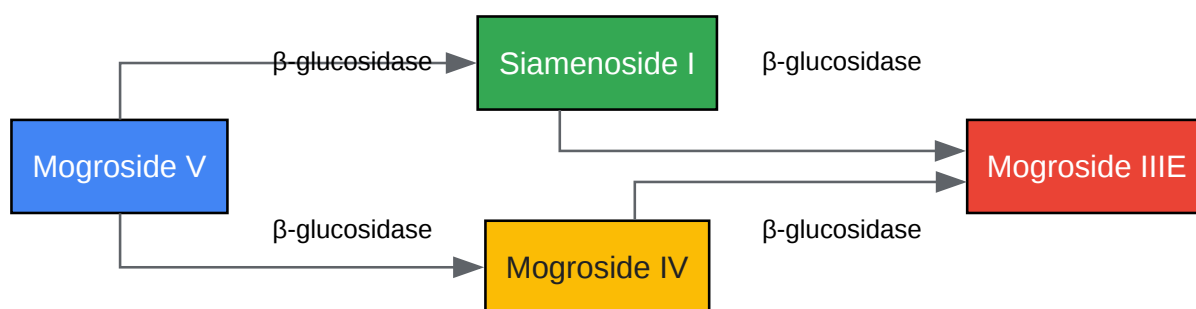 β-glucosidase
Siamenoside I
β-glucosidase
Mogroside V
Mogroside IIIE
β-glucosidase
β-glucosidase
Mogroside IV